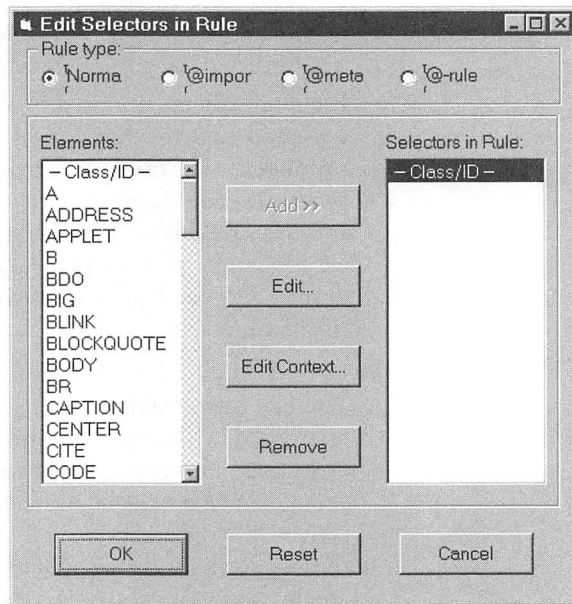 Edit Selectors in Rule
Rule type:
Norma
@impor
@meta
@-rule
Elements:
Selectors in Rule:
– Class/ID –
A
ADDRESS
APPLET
B
BDO
BIG
BLINK
BLOCKQUOTE
BODY
BR
CAPTION
CENTER
CITE
CODE
Add >>
Edit...
Edit Context...
Remove
– Class/ID –
OK
Reset
Cancel